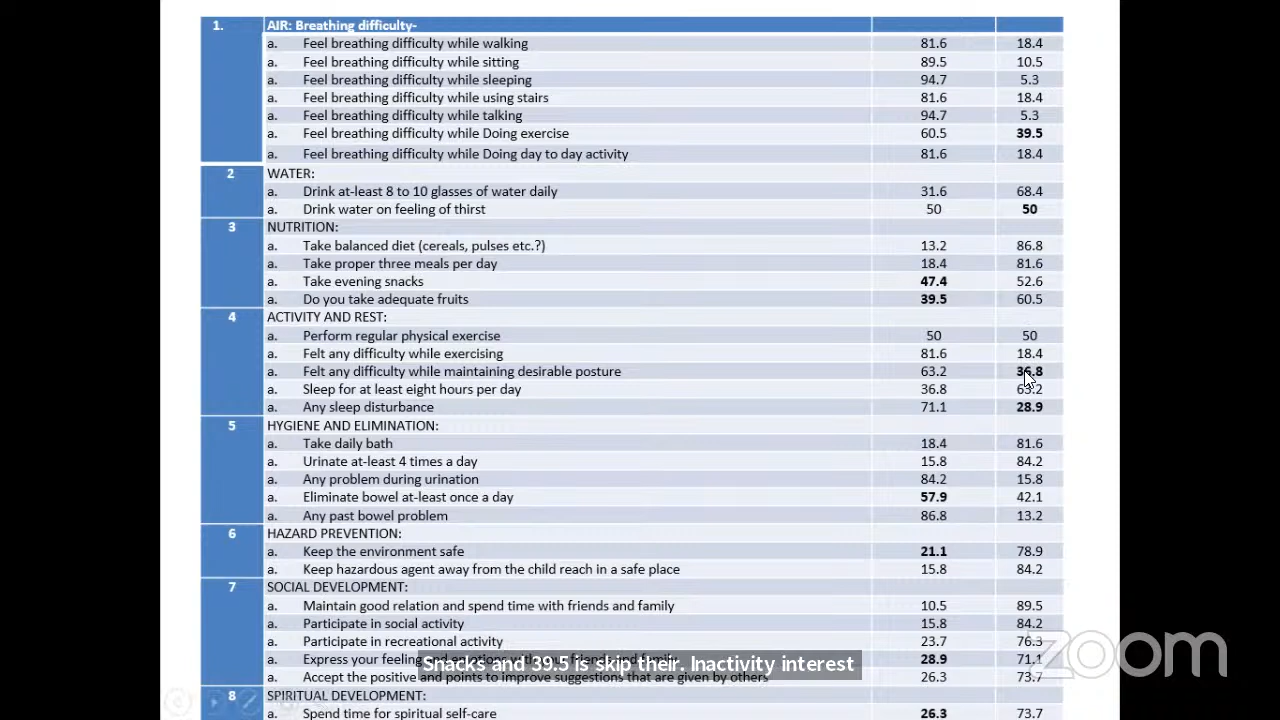 1. AIR: Breathing difficulty-
a. Feel breathing difficulty while walking 81.6 18.4
a. Feel breathing difficulty while sitting 89.5 10.5
a. Feel breathing difficulty while sleeping 94.7 5.3
a. Feel breathing difficulty while using stairs 81.6 18.4
a. Feel breathing difficulty while talking 94.7 5.3
a. Feel breathing difficulty while Doing exercise 60.5 39.5
a. Feel breathing difficulty while Doing day to day activity 81.6 18.4
2 WATER:
a. Drink at-least 8 to 10 glasses of water daily 31.6 68.4
a. Drink water on feeling of thirst 50 50
3 NUTRITION:
a. Take balanced diet (cereals, pulses etc.?) 13.2 86.8
a. Take proper three meals per day 18.4 81.6
a. Take evening snacks 47.4 52.6
a. Do you take adequate fruits 39.5 60.5
4 ACTIVITY AND REST:
a. Perform regular physical exercise 50 50
a. Felt any difficulty while exercising 81.6 18.4
a. Felt any difficulty while maintaining desirable posture 63.2 36.8
a. Sleep for at least eight hours per day 36.8 63.2
a. Any sleep disturbance 71.1 28.9
5 HYGIENE AND ELIMINATION:
a. Take daily bath 18.4 81.6
a. Urinate at-least 4 times a day 15.8 84.2
a. Any problem during urination 84.2 15.8
a. Eliminate bowel at-least once a day 57.9 42.1
a. Any past bowel problem 86.8 13.2
6 HAZARD PREVENTION:
a. Keep the environment safe 21.1 78.9
a. Keep hazardous agent away from the child reach in a safe place 15.8 84.2
7 SOCIAL DEVELOPMENT:
a. Maintain good relation and spend time with friends and family 10.5 89.5
a. Participate in social activity 15.8 84.2
a. Participate in recreational activity 23.7 76.3
a. Express your feeling 28.9 71.1
Snacks and 39.5 is skip their. Inactivity interest
a. Accept the positive and points to improve suggestions that are given by others 26.3 73.7
8 SPIRITUAL DEVELOPMENT:
a. Spend time for spiritual self-care 26.3 73.7
zoom